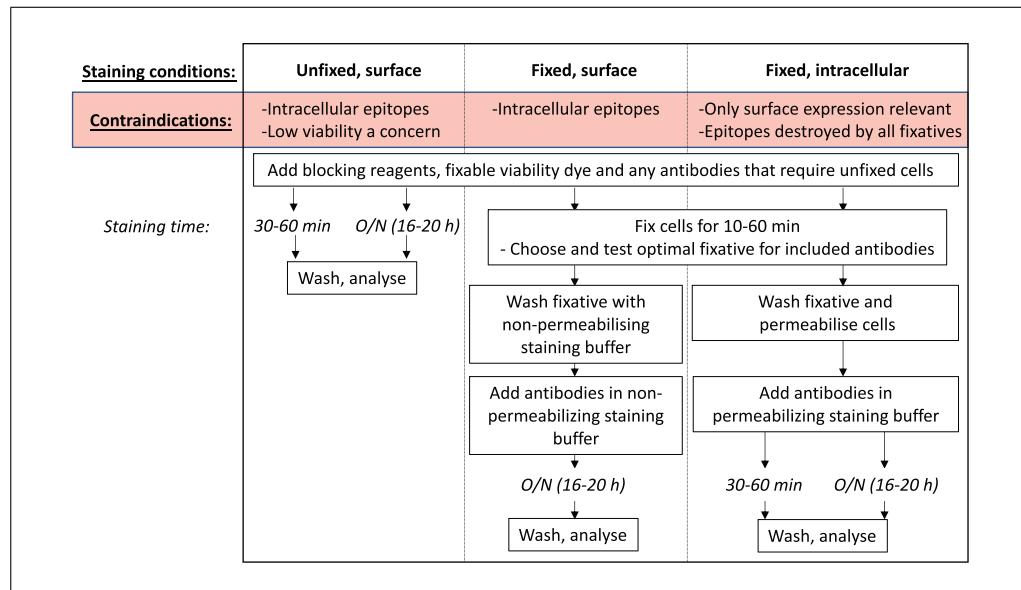 Staining conditions:
Unfixed, surface
Fixed, surface
Fixed, intracellular
Contraindications:
-Intracellular epitopes
-Low viability a concern
-Intracellular epitopes
-Only surface expression relevant
-Epitopes destroyed by all fixatives
Add blocking reagents, fixable viability dye and any antibodies that require unfixed cells
Staining time:
30-60 min
O/N (16-20 h)
Wash, analyse
Fix cells for 10-60 min
- Choose and test optimal fixative for included antibodies
Wash fixative with
non-permeabilising
staining buffer
Add antibodies in non-
permeabilizing staining
buffer
O/N (16-20 h)
Wash, analyse
Wash fixative and
permeabilise cells
Add antibodies in
permeabilizing staining buffer
30-60 min
O/N (16-20 h)
Wash, analyse